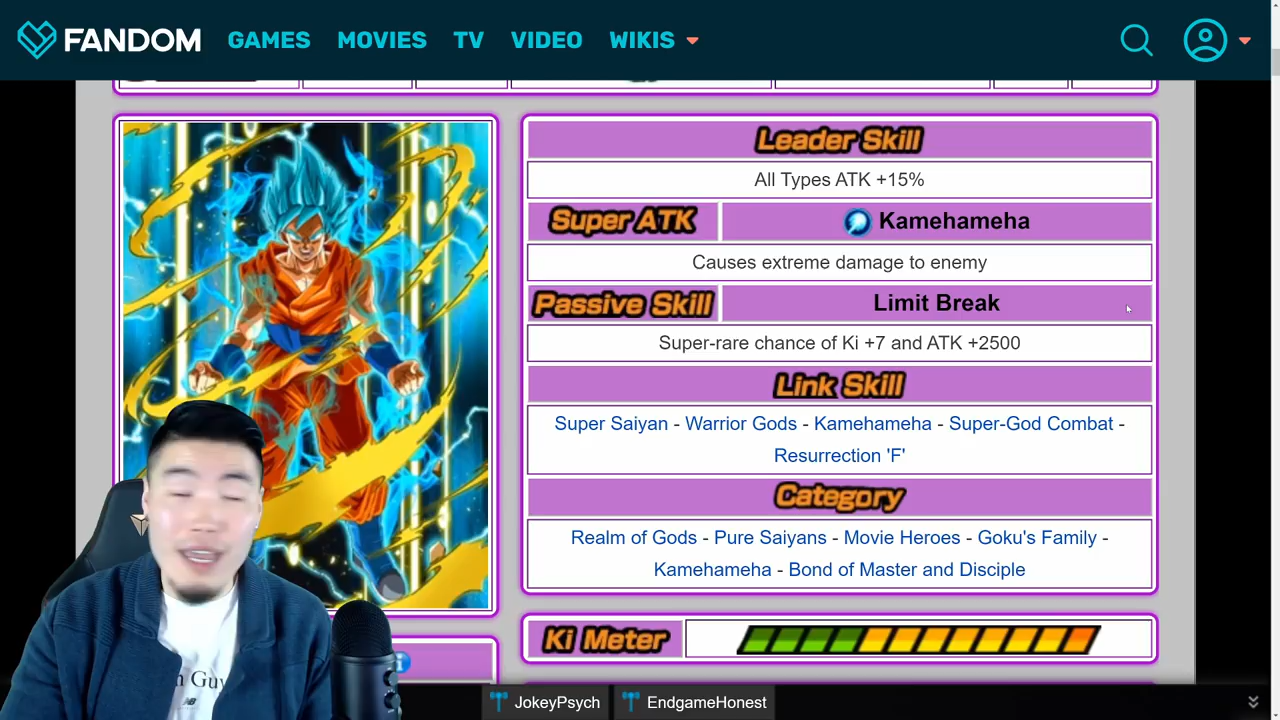 FANDOM GAMES MOVIES TV VIDEO WIKIS
Leader Skill
All Types ATK +15%
Super ATK Kamehameha
Causes extreme damage to enemy
Passive Skill Limit Break
Super-rare chance of Ki +7 and ATK +2500
Link Skill
Super Saiyan - Warrior Gods - Kamehameha - Super-God Combat -
Resurrection 'F'
Category
Realm of Gods - Pure Saiyans - Movie Heroes - Goku's Family -
Kamehameha - Bond of Master and Disciple
Ki Meter
Guy
JokeyPsych EndgameHonest